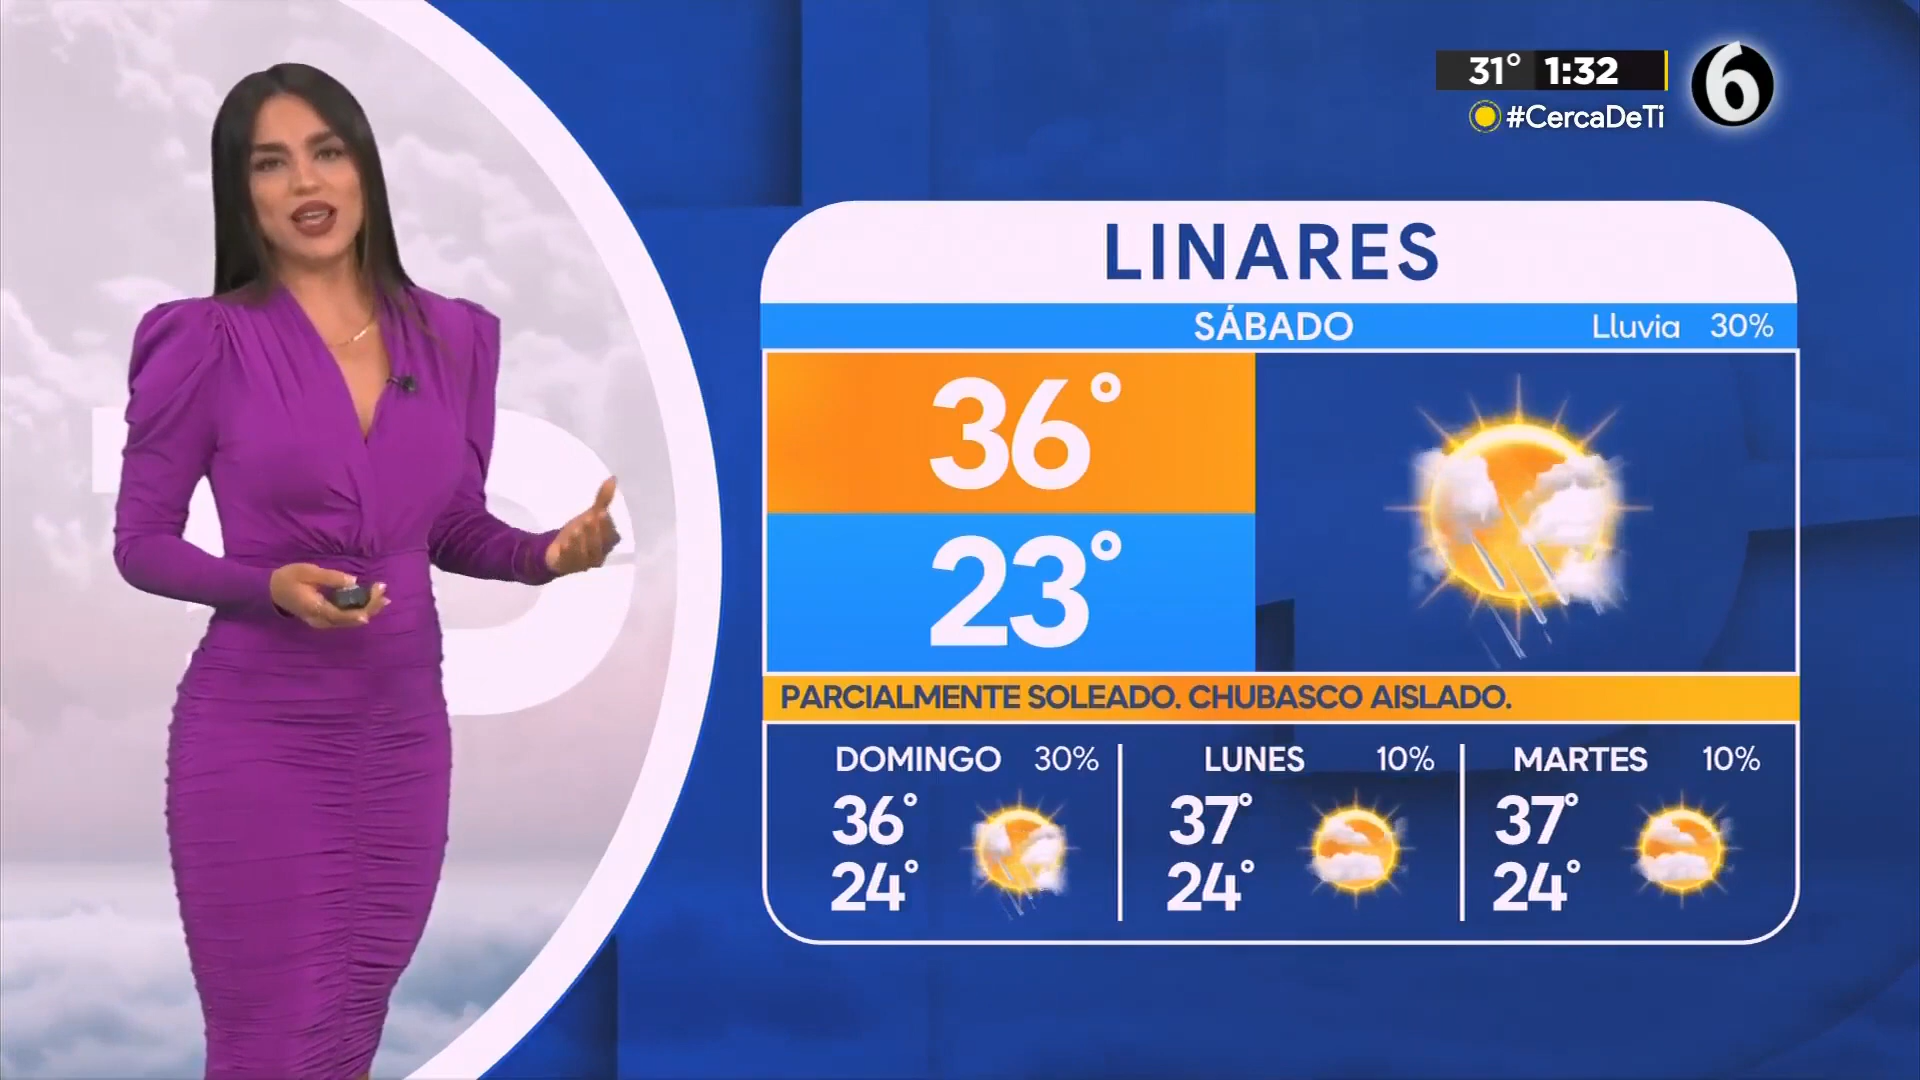 31° 1:32
#CercaDeTi
6
LINARES
SÁBADO Lluvia 30%
36°
23°
PARCIALMENTE SOLEADO. CHUBASCO AISLADO.
DOMINGO 30%
36°
24°
LUNES 10%
37°
24°
MARTES 10%
37°
24°